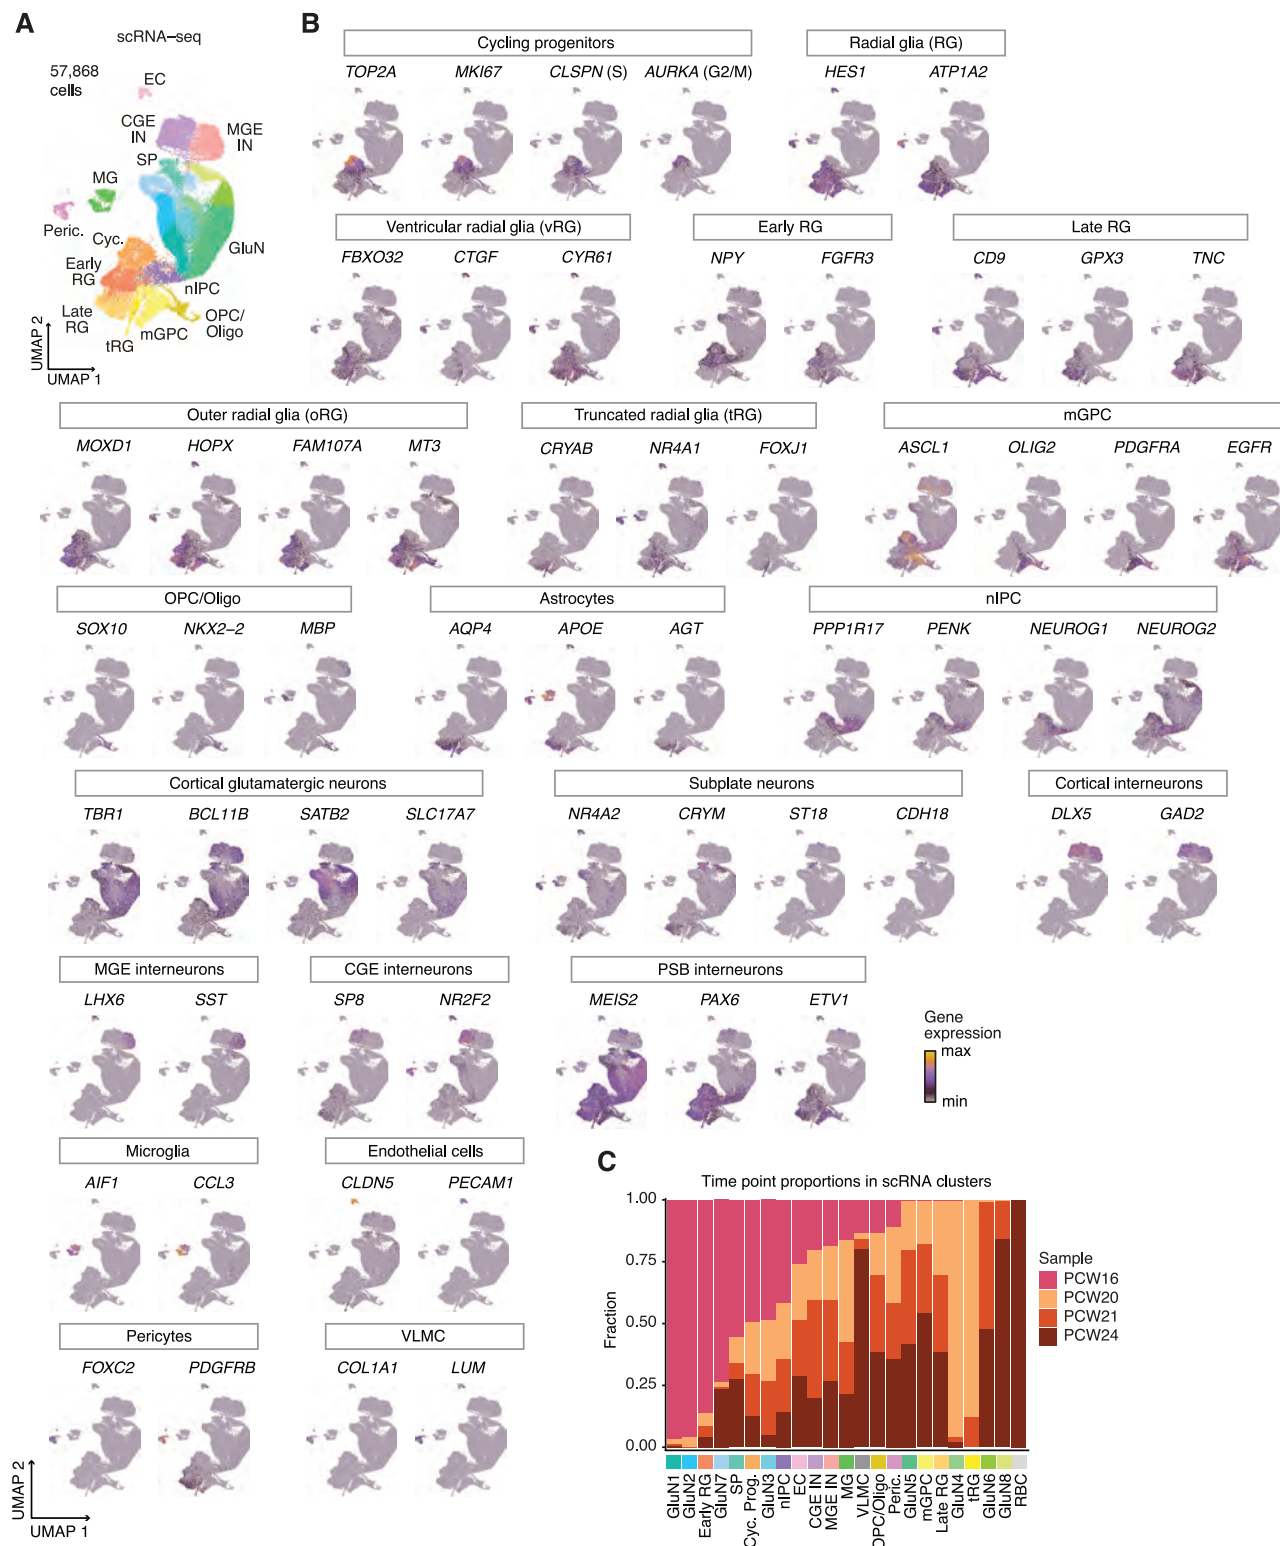 A
scRNA–seq
57,868
cells
EC
CGE
IN
MGE
IN
SP
MG
Peric.
Cyc.
GluN
Early
RG
nIPC
Late
RG
OPC/
Oligo
mGPC
tRG
UMAP 2
UMAP 1
B
Cycling progenitors
TOP2A MKI67 CLSPN (S) AURKA (G2/M)
Radial glia (RG)
HES1 ATP1A2
Ventricular radial glia (vRG)
FBXO32 CTGF CYR61
Early RG
NPY FGFR3
Late RG
CD9 GPX3 TNC
Outer radial glia (oRG)
MOXD1 HOPX FAM107A MT3
Truncated radial glia (tRG)
CRYAB NR4A1 FOXJ1
mGPC
ASCL1 OLIG2 PDGFRA EGFR
OPC/Oligo
SOX10 NKX2–2 MBP
Astrocytes
AQP4 APOE AGT
nIPC
PPP1R17 PENK NEUROG1 NEUROG2
Cortical glutamatergic neurons
TBR1 BCL11B SATB2 SLC17A7
Subplate neurons
NR4A2 CRYM ST18 CDH18
Cortical interneurons
DLX5 GAD2
MGE interneurons
LHX6 SST
CGE interneurons
SP8 NR2F2
PSB interneurons
MEIS2 PAX6 ETV1
Gene
expression
max
min
Microglia
AIF1 CCL3
Endothelial cells
CLDN5 PECAM1
Pericytes
FOXC2 PDGFRB
VLMC
COL1A1 LUM
UMAP 2
UMAP 1
C
Time point proportions in scRNA clusters
Fraction
1.00
0.75
0.50
0.25
0.00
GluN1
GluN2
Early RG
GluN7
SP
Cyc. Prog.
GluN3
nIPC
EC
CGE IN
MGE IN
MG
VLMC
OPC/Oligo
Peric.
GluN5
mGPC
Late RG
GluN4
tRG
GluN6
GluN8
RBC
Sample
PCW16
PCW20
PCW21
PCW24